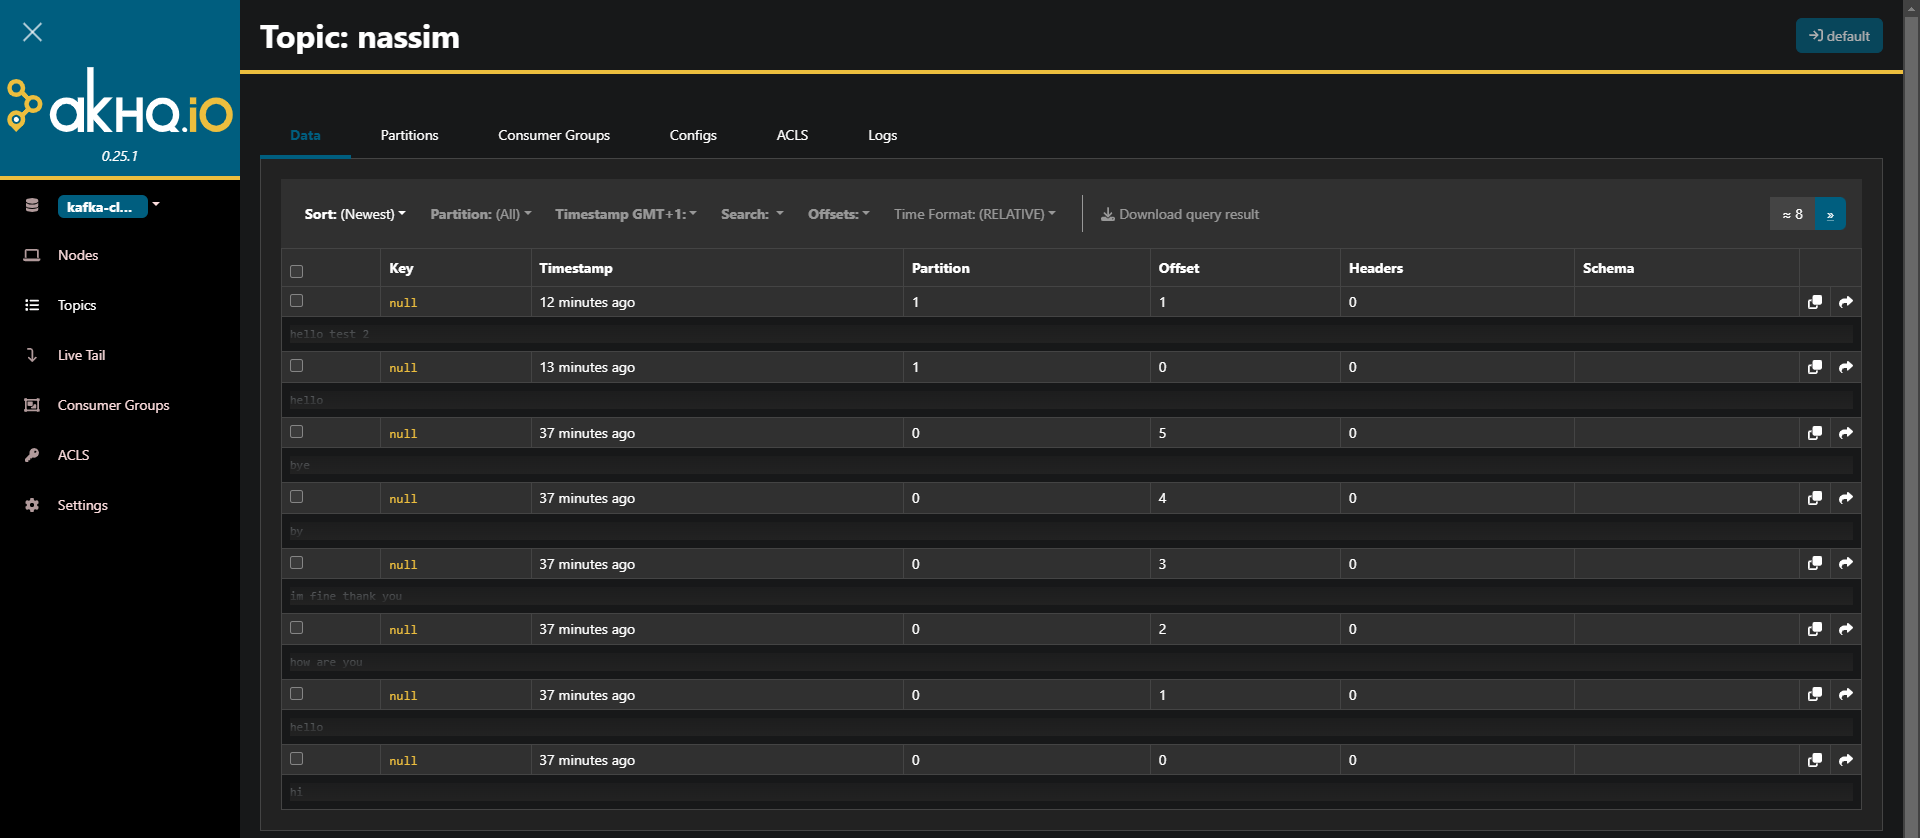 Topic: nassim
default
akHQ.io
0.25.1
kafka-cl...
Nodes
Topics
Live Tail
Consumer Groups
ACLS
Settings
Data Partitions Consumer Groups Configs ACLS Logs
Sort: (Newest) Partition: (All) Timestamp GMT+1: Search: Offsets: Time Format: (RELATIVE) Download query result ≈ 8 »
Key Timestamp Partition Offset Headers Schema
null 12 minutes ago 1 1 0
hello test 2
null 13 minutes ago 1 0 0
hello
null 37 minutes ago 0 5 0
bye
null 37 minutes ago 0 4 0
by
null 37 minutes ago 0 3 0
im fine thank you
null 37 minutes ago 0 2 0
how are you
null 37 minutes ago 0 1 0
hello
null 37 minutes ago 0 0 0
hi